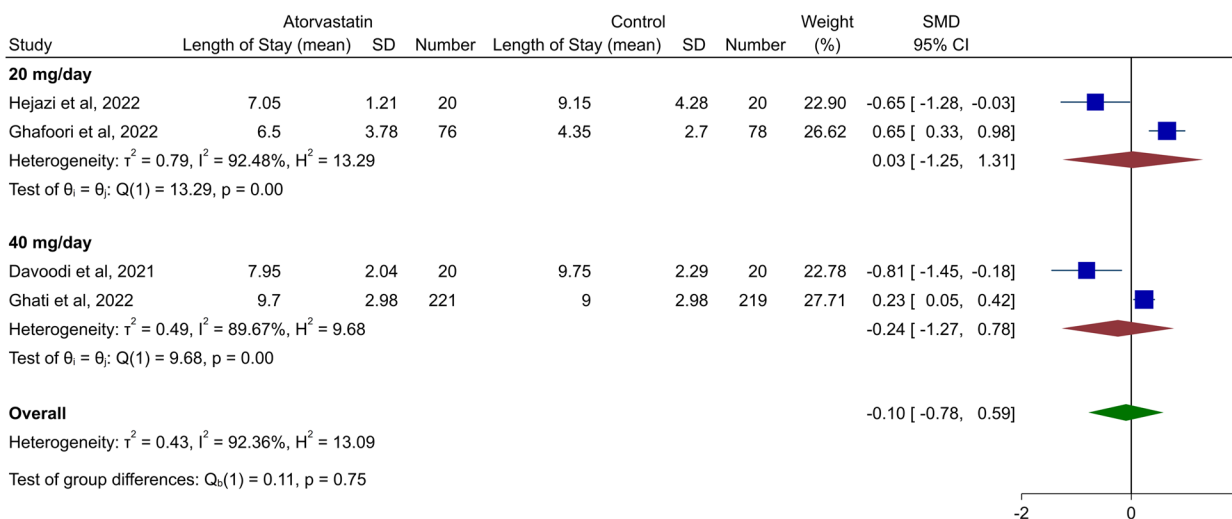 Atorvastatin Control Weight SMD
Study Length of Stay (mean) SD Number Length of Stay (mean) SD Number (%) 95% CI
20 mg/day
Hejazi et al, 2022 7.05 1.21 20 9.15 4.28 20 22.90 -0.65 [ -1.28, -0.03]
Ghafoori et al, 2022 6.5 3.78 76 4.35 2.7 78 26.62 0.65 [ 0.33, 0.98]
Heterogeneity: τ² = 0.79, I² = 92.48%, H² = 13.29 0.03 [ -1.25, 1.31]
Test of θᵢ = θⱼ: Q(1) = 13.29, p = 0.00
40 mg/day
Davoodi et al, 2021 7.95 2.04 20 9.75 2.29 20 22.78 -0.81 [ -1.45, -0.18]
Ghati et al, 2022 9.7 2.98 221 9 2.98 219 27.71 0.23 [ 0.05, 0.42]
Heterogeneity: τ² = 0.49, I² = 89.67%, H² = 9.68 -0.24 [ -1.27, 0.78]
Test of θᵢ = θⱼ: Q(1) = 9.68, p = 0.00
Overall -0.10 [ -0.78, 0.59]
Heterogeneity: τ² = 0.43, I² = 92.36%, H² = 13.09
Test of group differences: Q_b(1) = 0.11, p = 0.75
-2 0